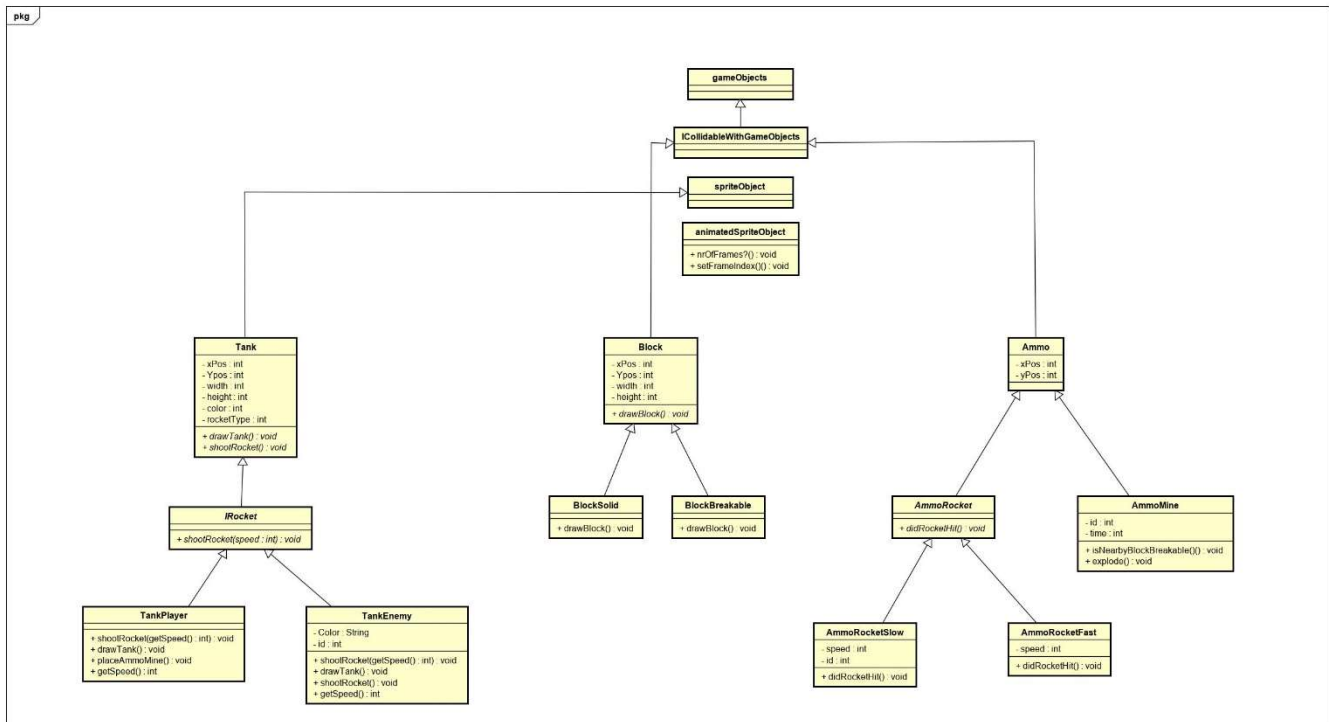 pkg
gameObjects
ICollidableWithGameObjects
spriteObject
animatedSpriteObject
+ nrOfFrames?() : void
+ setFrameIndex()() : void
Tank
- xPos : int
- Ypos : int
- width : int
- height : int
- color : int
- rocketType : int
+ drawTank() : void
+ shootRocket() : void
Block
- xPos : int
- Ypos : int
- width : int
- height : int
+ drawBlock() : void
Ammo
- xPos : int
- yPos : int
IRocket
+ shootRocket(speed : int) : void
BlockSolid
+ drawBlock() : void
BlockBreakable
+ drawBlock() : void
AmmoRocket
+ didRocketHit() : void
AmmoMine
- id : int
- time : int
+ isNearbyBlockBreakable()() : void
+ explode() : void
TankPlayer
+ shootRocket(getSpeed() : int) : void
+ drawTank() : void
+ placeAmmoMine() : void
+ getSpeed() : int
TankEnemy
- Color : String
- id : int
+ shootRocket(getSpeed() : int) : void
+ drawTank() : void
+ shootRocket() : void
+ getSpeed() : int
AmmoRocketSlow
- speed : int
- id : int
+ didRocketHit() : void
AmmoRocketFast
- speed : int
+ didRocketHit() : void